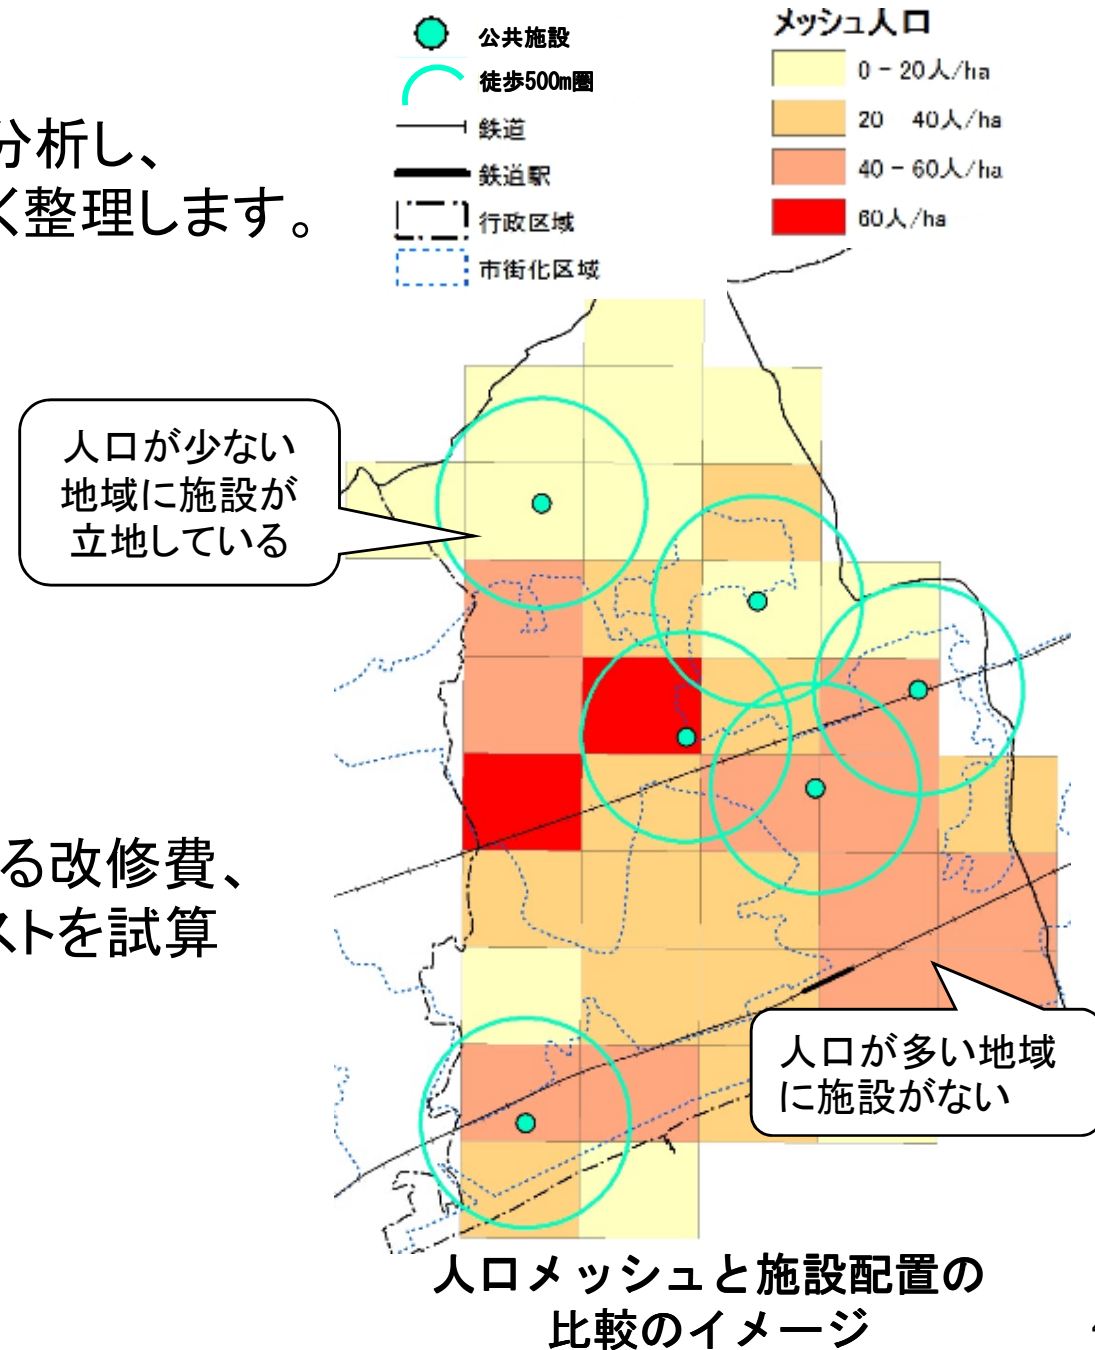 公共施設
徒歩500m圏
鉄道
鉄道駅
行政区域
市街化区域
メッシュ人口
0 - 20人/ha
20 40人/ha
40 - 60人/ha
60人/ha
分析し、
く整理します。
人口が少ない
地域に施設が
立地している
る改修費、
ストを試算
人口が多い地域
に施設がない
人口メッシュと施設配置の
比較のイメージ